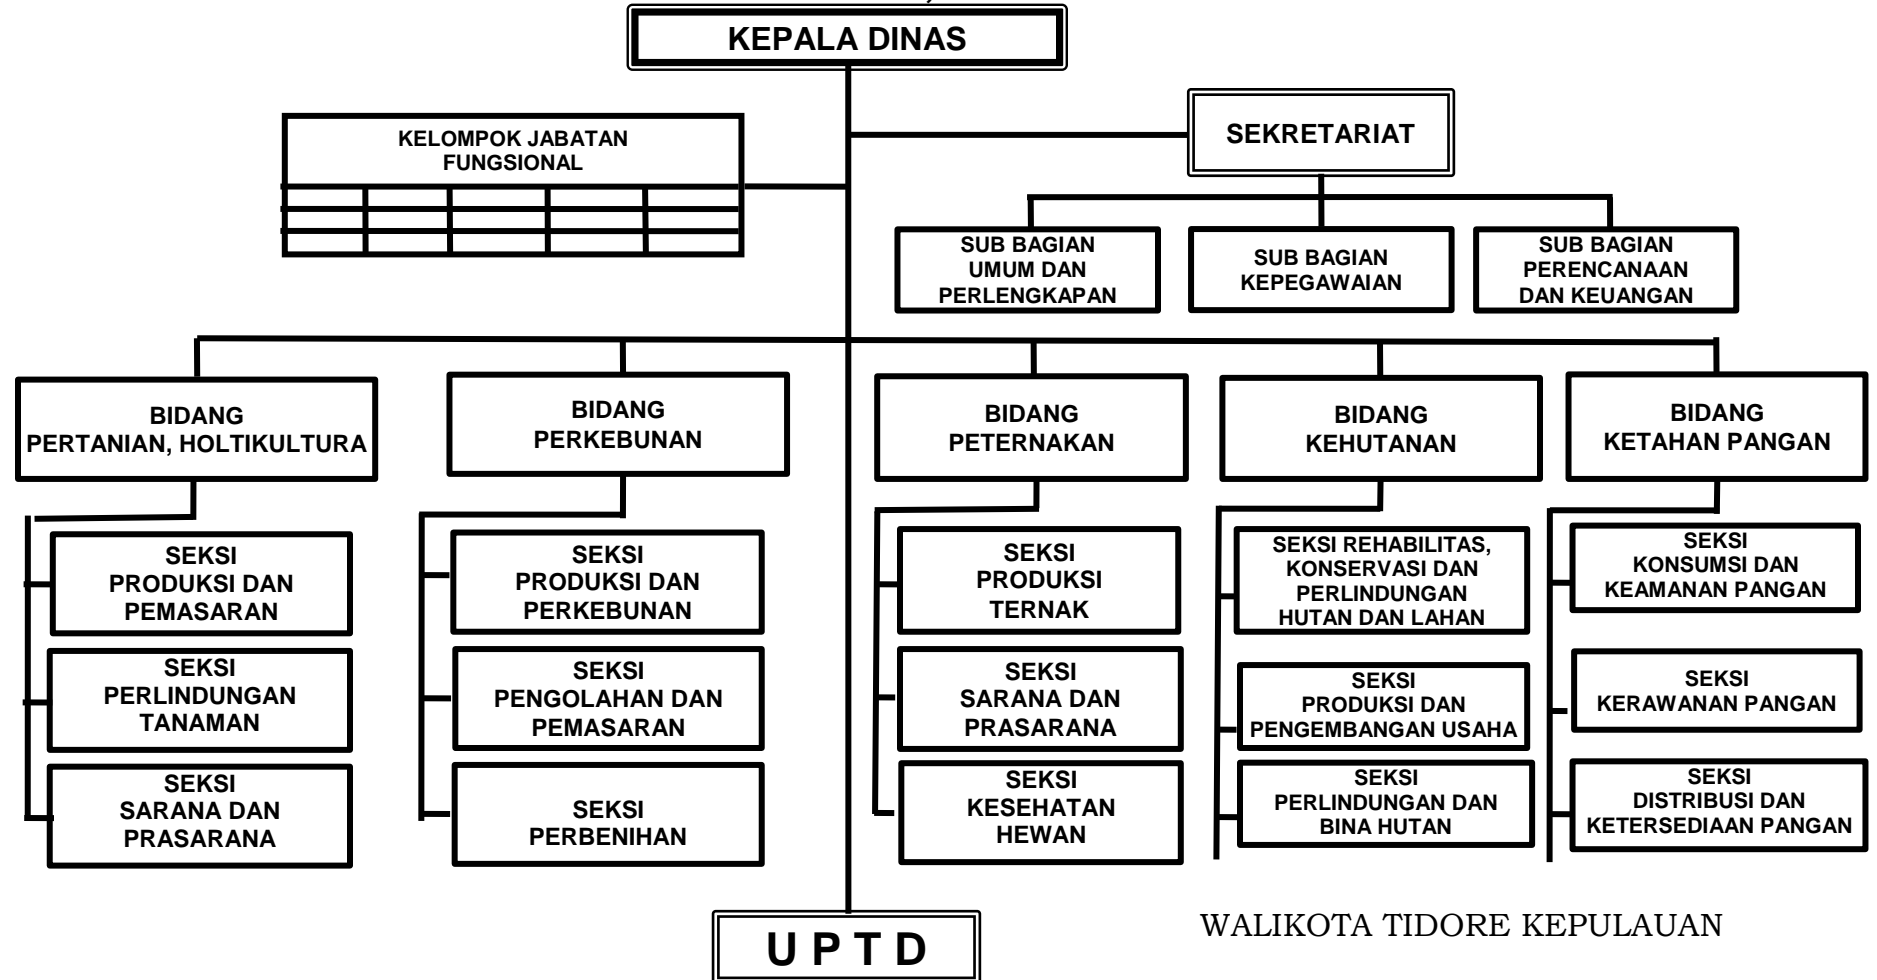 KEPALA DINAS
KELOMPOK JABATAN
FUNGSIONAL
SEKRETARIAT
SUB BAGIAN
UMUM DAN
PERLENGKAPAN
SUB BAGIAN
KEPEGAWAIAN
SUB BAGIAN
PERENCANAAN
DAN KEUANGAN
BIDANG
PERTANIAN, HOLTIKULTURA
BIDANG
PERKEBUNAN
BIDANG
PETERNAKAN
BIDANG
KEHUTANAN
BIDANG
KETAHAN PANGAN
SEKSI
PRODUKSI DAN
PEMASARAN
SEKSI
PERLINDUNGAN
TANAMAN
SEKSI
SARANA DAN
PRASARANA
SEKSI
PRODUKSI DAN
PERKEBUNAN
SEKSI
PENGOLAHAN DAN
PEMASARAN
SEKSI
PERBENIHAN
SEKSI
PRODUKSI
TERNAK
SEKSI
SARANA DAN
PRASARANA
SEKSI
KESEHATAN
HEWAN
SEKSI REHABILITAS,
KONSERVASI DAN
PERLINDUNGAN
HUTAN DAN LAHAN
SEKSI
PRODUKSI DAN
PENGEMBANGAN USAHA
SEKSI
PERLINDUNGAN DAN
BINA HUTAN
SEKSI
KONSUMSI DAN
KEAMANAN PANGAN
SEKSI
KERAWANAN PANGAN
SEKSI
DISTRIBUSI DAN
KETERSEDIAAN PANGAN
U P T D
WALIKOTA TIDORE KEPULAUAN